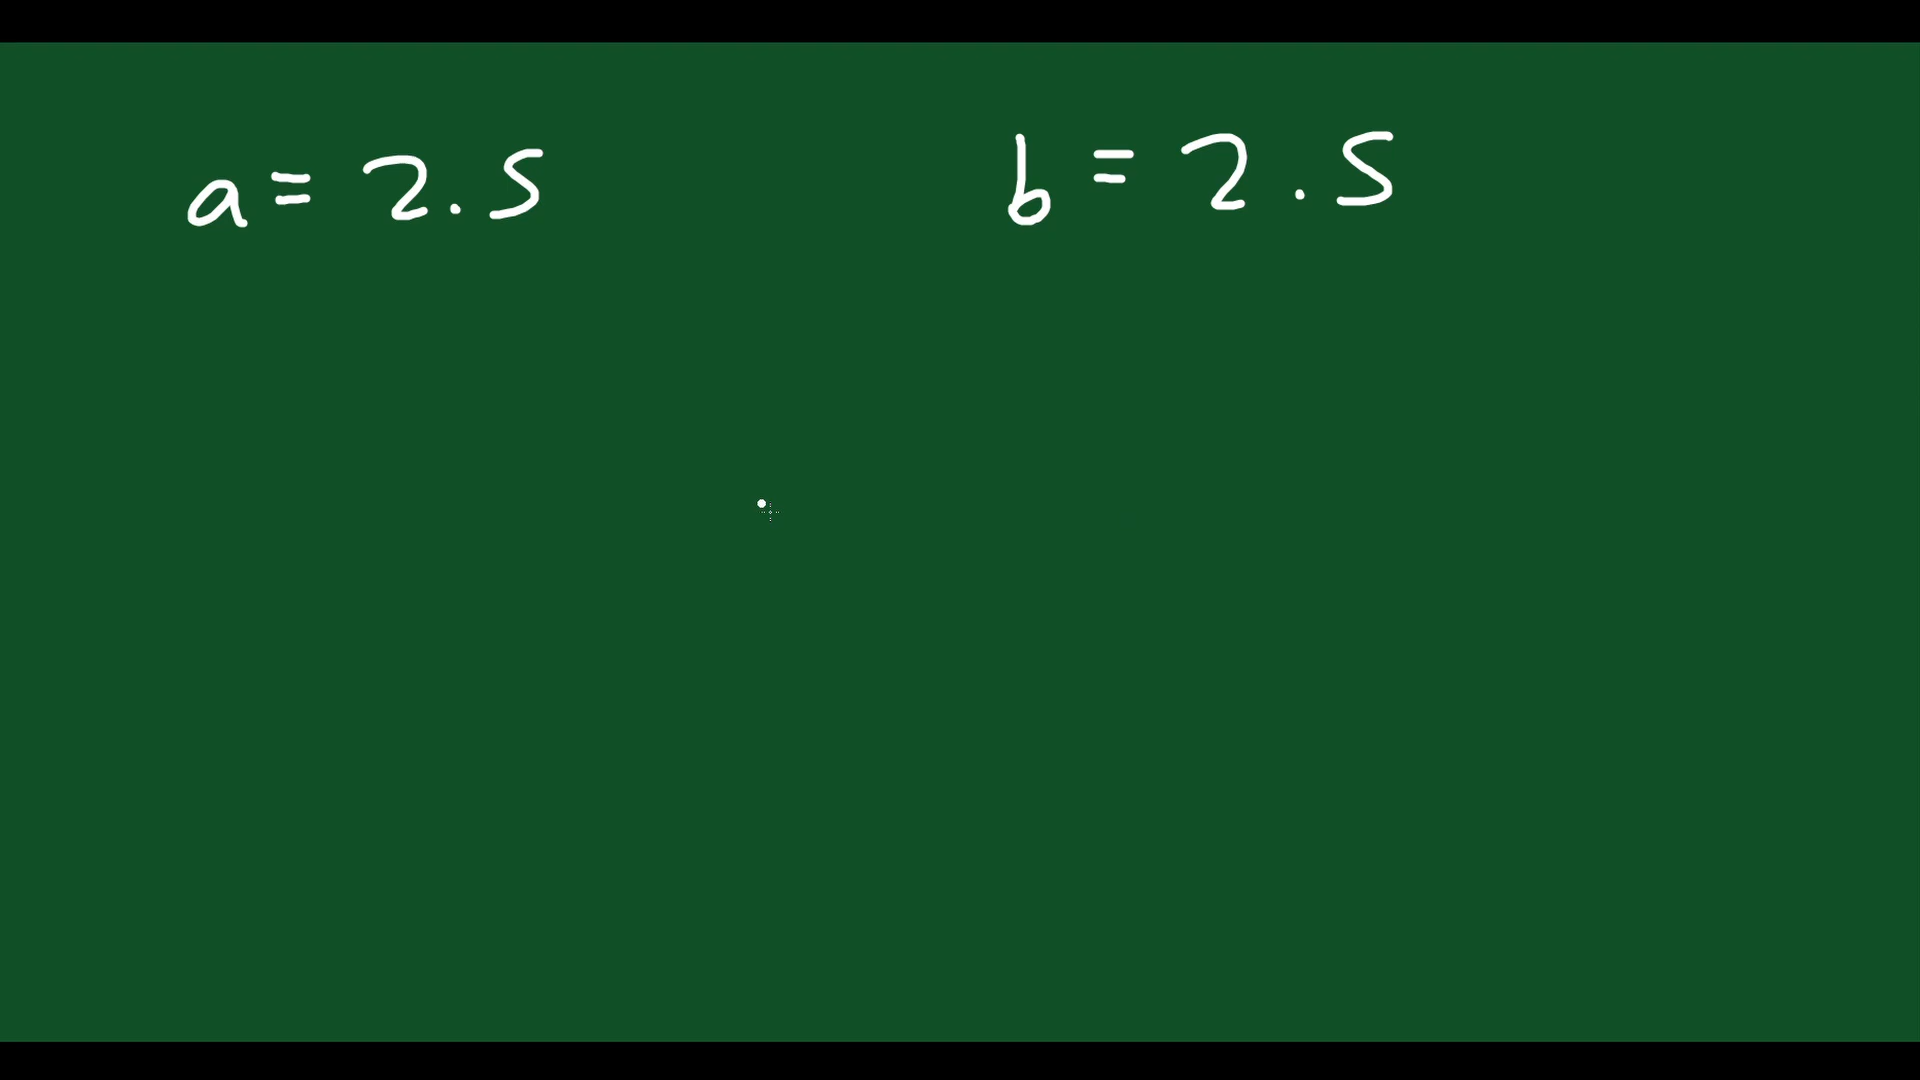 a = 2.5
b = 2.5